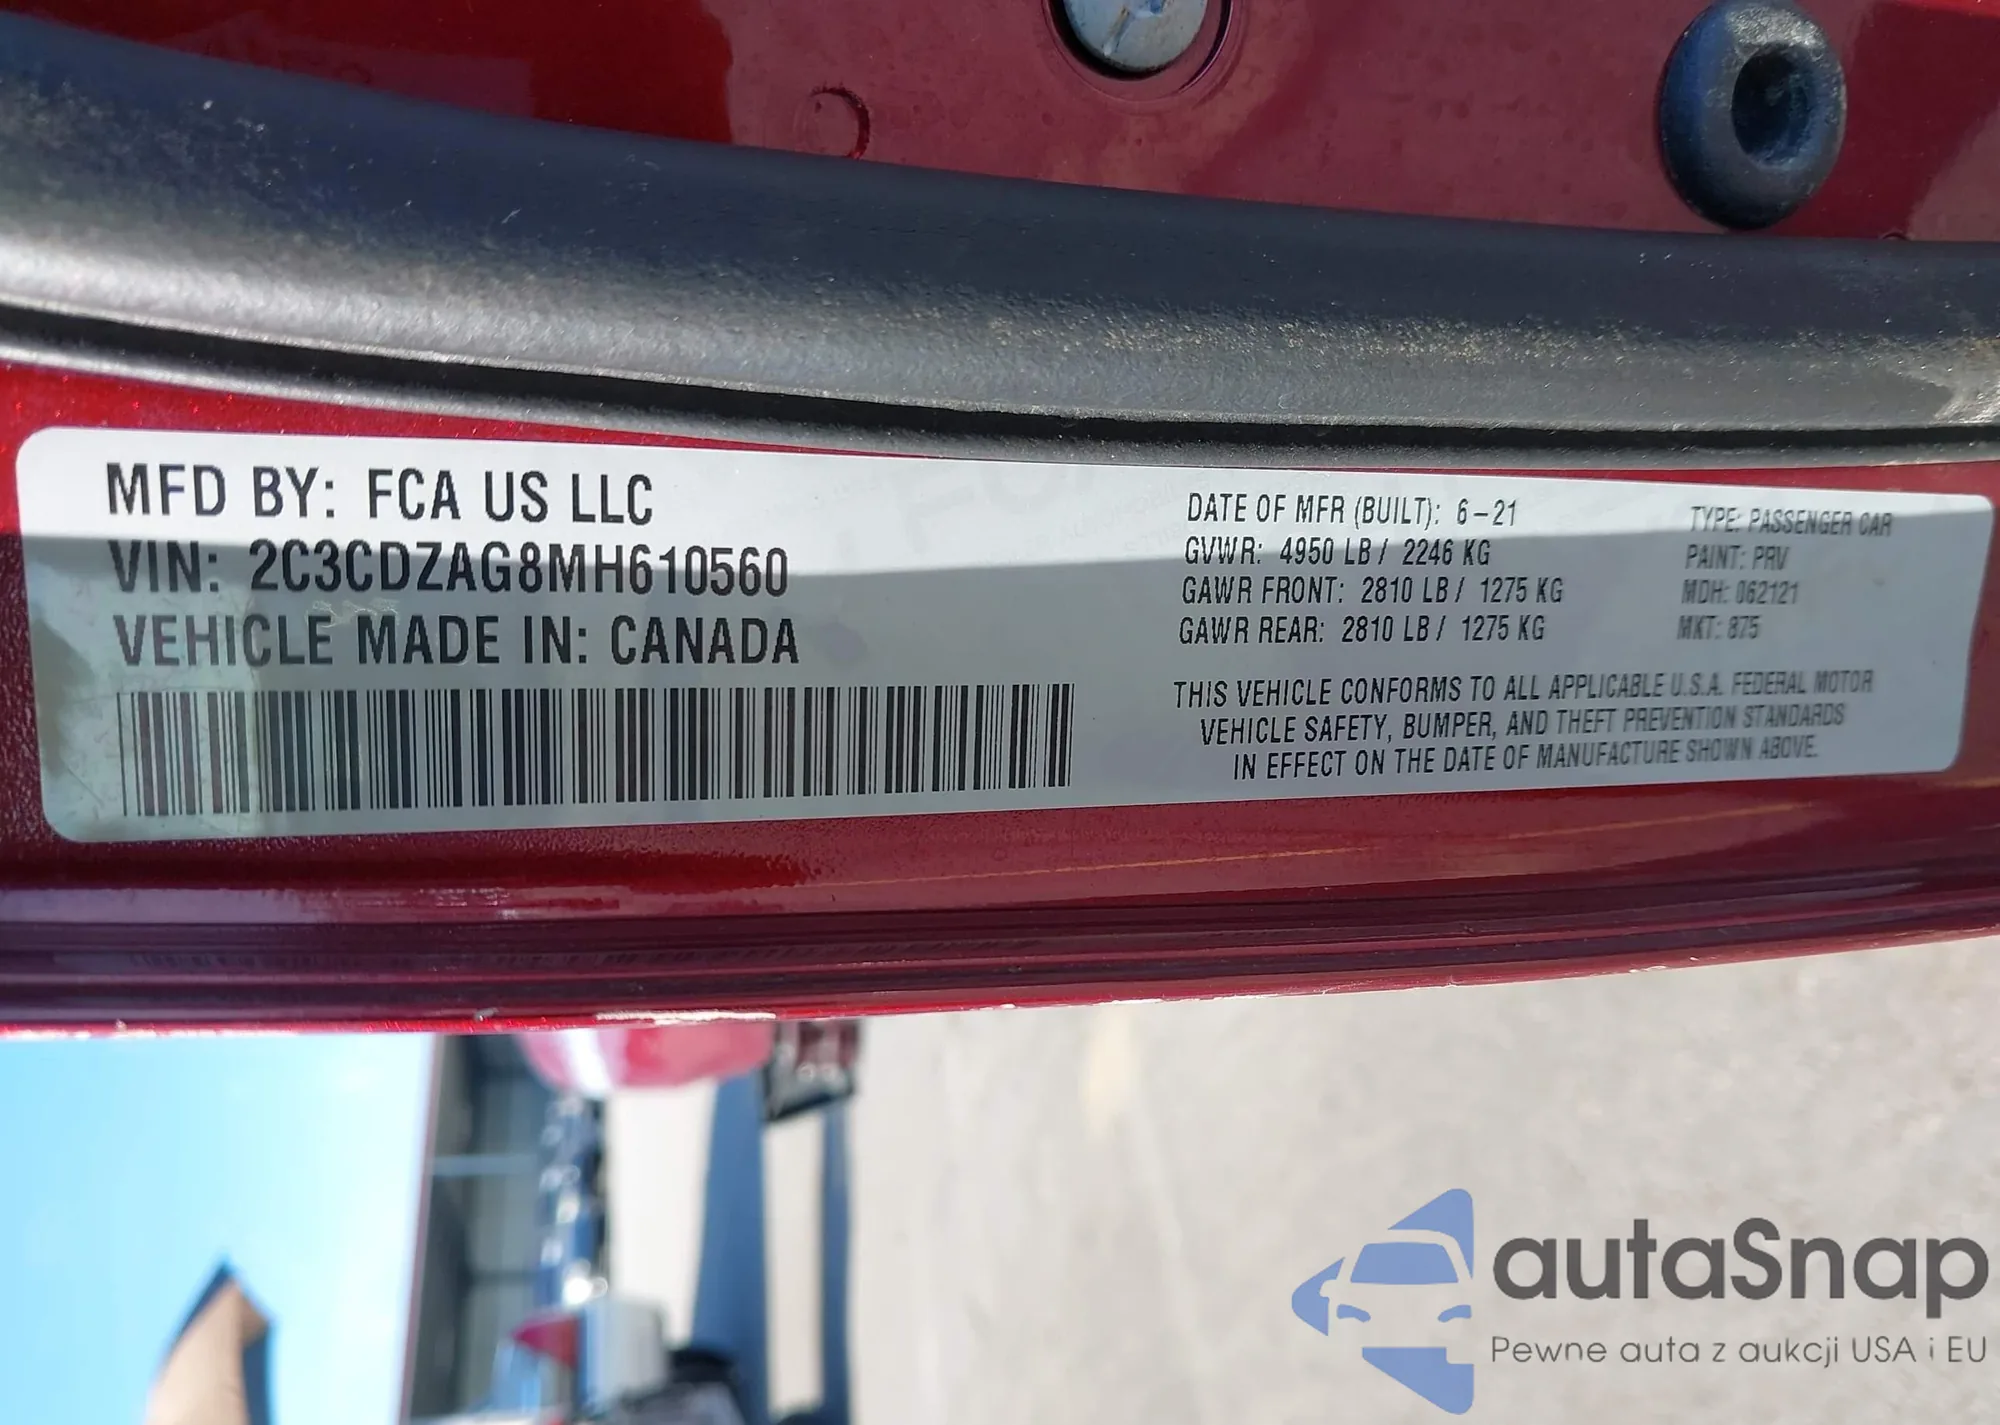 MFD BY: FCA US LLC
VIN: 2C3CDZAG8MH610560
VEHICLE MADE IN: CANADA
DATE OF MFR (BUILT): 6-21
GVWR: 4950 LB / 2246 KG
GAWR FRONT: 2810 LB / 1275 KG
GAWR REAR: 2810 LB / 1275 KG
TYPE: PASSENGER CAR
PAINT: PRV
MDH: 062121
MKT: 875
THIS VEHICLE CONFORMS TO ALL APPLICABLE U.S.A. FEDERAL MOTOR
VEHICLE SAFETY, BUMPER, AND THEFT PREVENTION STANDARDS
IN EFFECT ON THE DATE OF MANUFACTURE SHOWN ABOVE.
autaSnap
Pewne auta z aukcji USA i EU